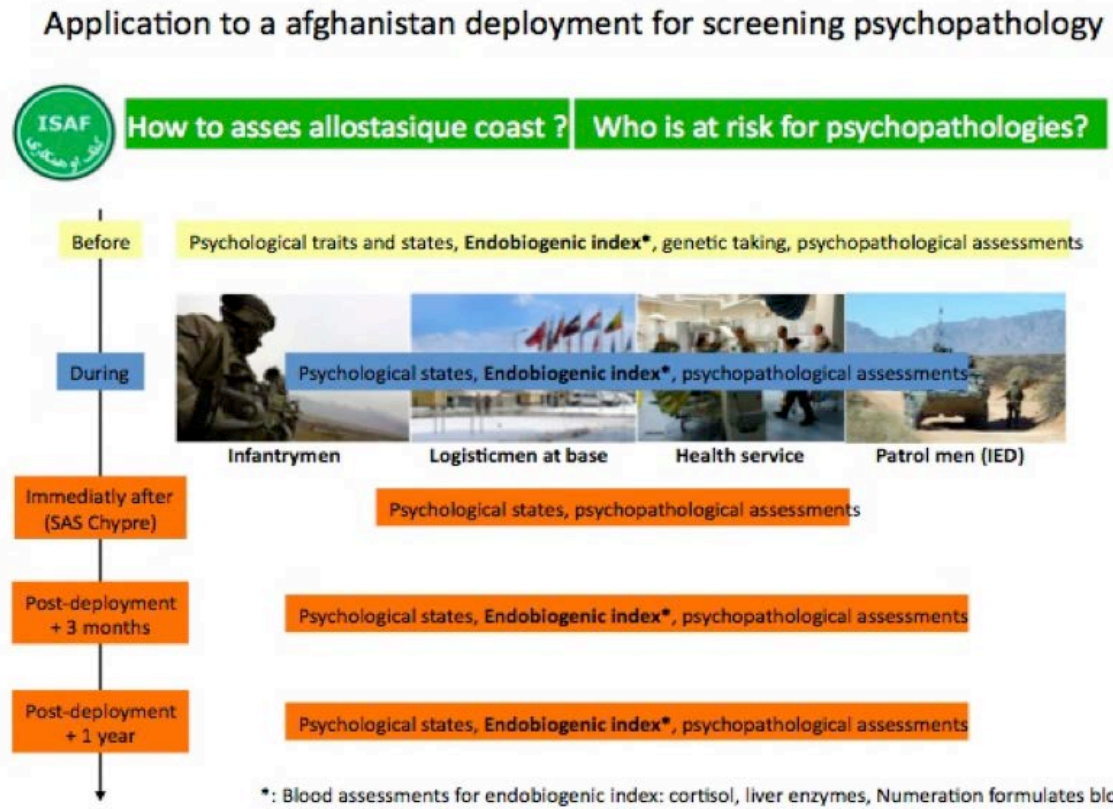 Application to a afghanistan deployment for screening psychopathology
ISAF
کمک او همکاری
How to asses allostasique coast ?
Who is at risk for psychopathologies?
Before
Psychological traits and states, Endobiogenic index*, genetic taking, psychopathological assessments
During
Psychological states, Endobiogenic index*, psychopathological assessments
Infantrymen
Logisticmen at base
Health service
Patrol men (IED)
Immediatly after
(SAS Chypre)
Psychological states, psychopathological assessments
Post-deployment
+ 3 months
Psychological states, Endobiogenic index*, psychopathological assessments
Post-deployment
+ 1 year
Psychological states, Endobiogenic index*, psychopathological assessments
*: Blood assessments for endobiogenic index: cortisol, liver enzymes, Numeration formulates